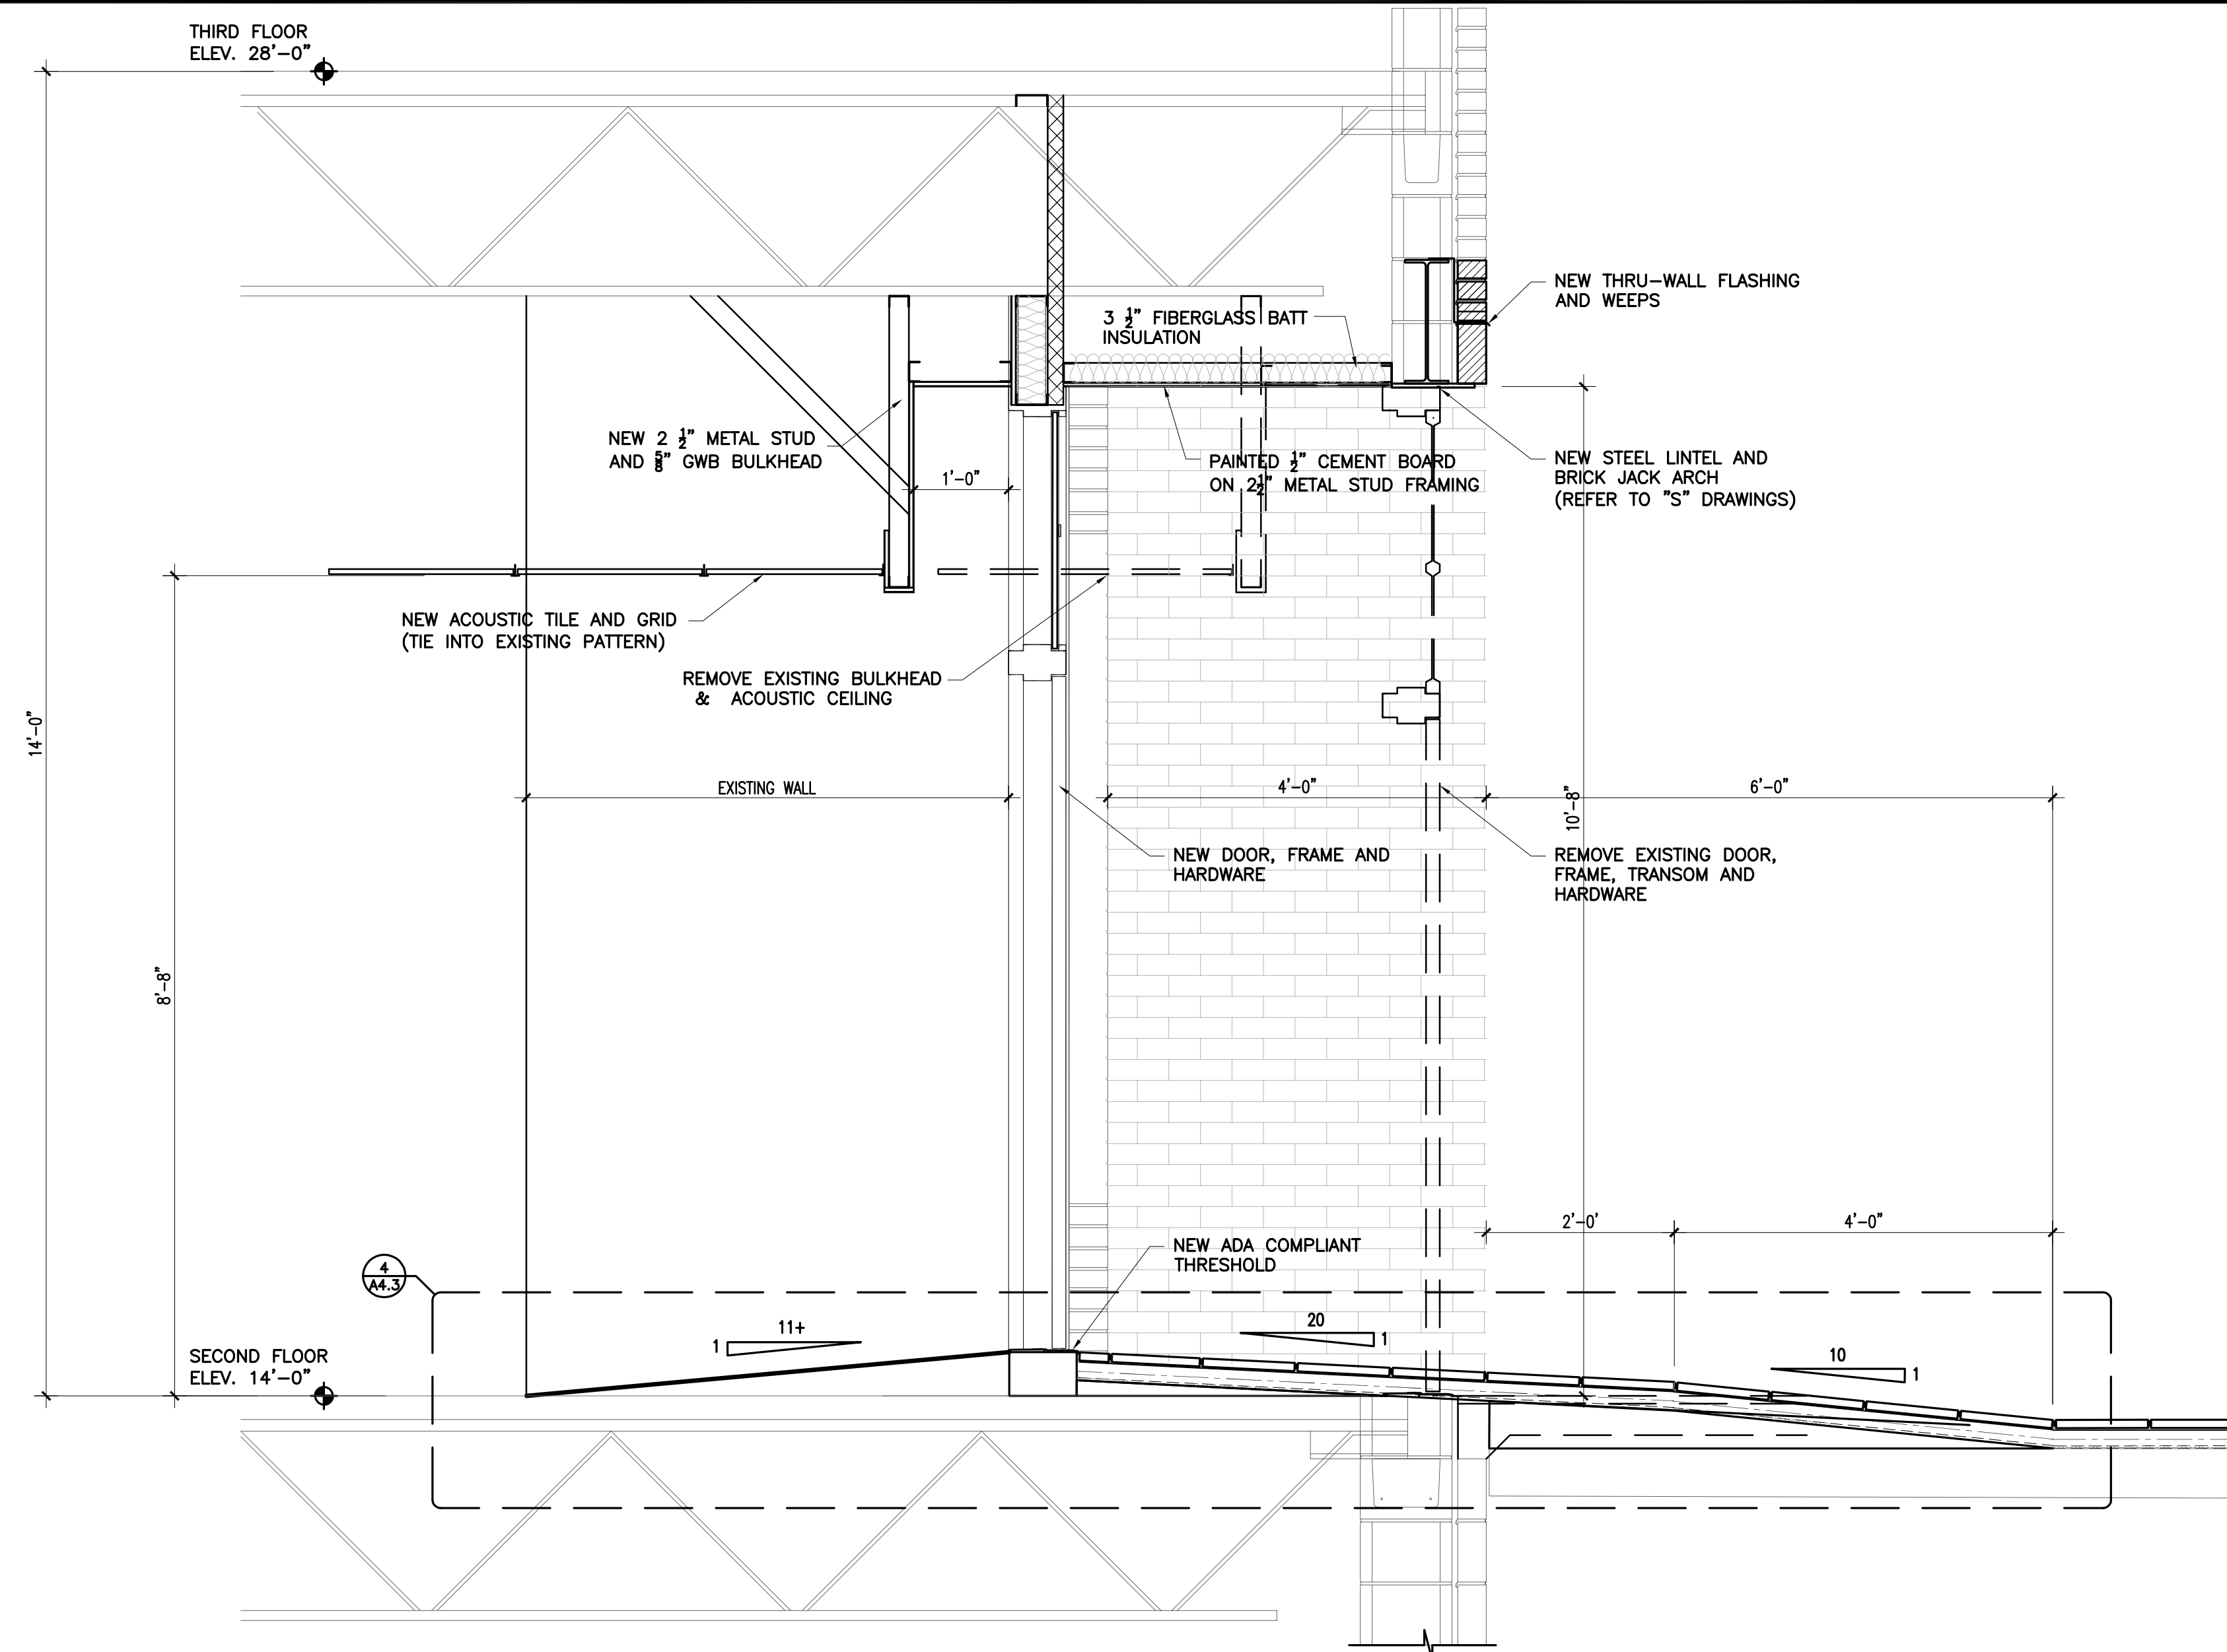 THIRD FLOOR
ELEV. 28'-0"
NEW THRU-WALL FLASHING
AND WEEPS
3 1/2" FIBERGLASS BATT
INSULATION
NEW 2 1/2" METAL STUD
AND 5/8" GWB BULKHEAD
1'-0"
PAINTED 1/2" CEMENT BOARD
ON 2 1/2" METAL STUD FRAMING
NEW STEEL LINTEL AND
BRICK JACK ARCH
(REFER TO "S" DRAWINGS)
NEW ACOUSTIC TILE AND GRID
(TIE INTO EXISTING PATTERN)
REMOVE EXISTING BULKHEAD
& ACOUSTIC CEILING
14'-0"
EXISTING WALL
4'-0"
10'-8"
6'-0"
NEW DOOR, FRAME AND
HARDWARE
REMOVE EXISTING DOOR,
FRAME, TRANSOM AND
HARDWARE
8'-8"
2'-0'
4'-0"
NEW ADA COMPLIANT
THRESHOLD
4
A4.3
11+
1
20
1
10
1
SECOND FLOOR
ELEV. 14'-0"